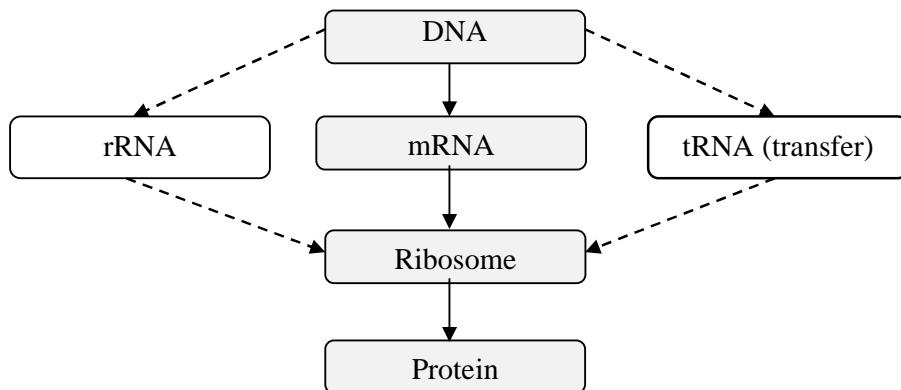 DNA
rRNA
mRNA
tRNA (transfer)
Ribosome
Protein